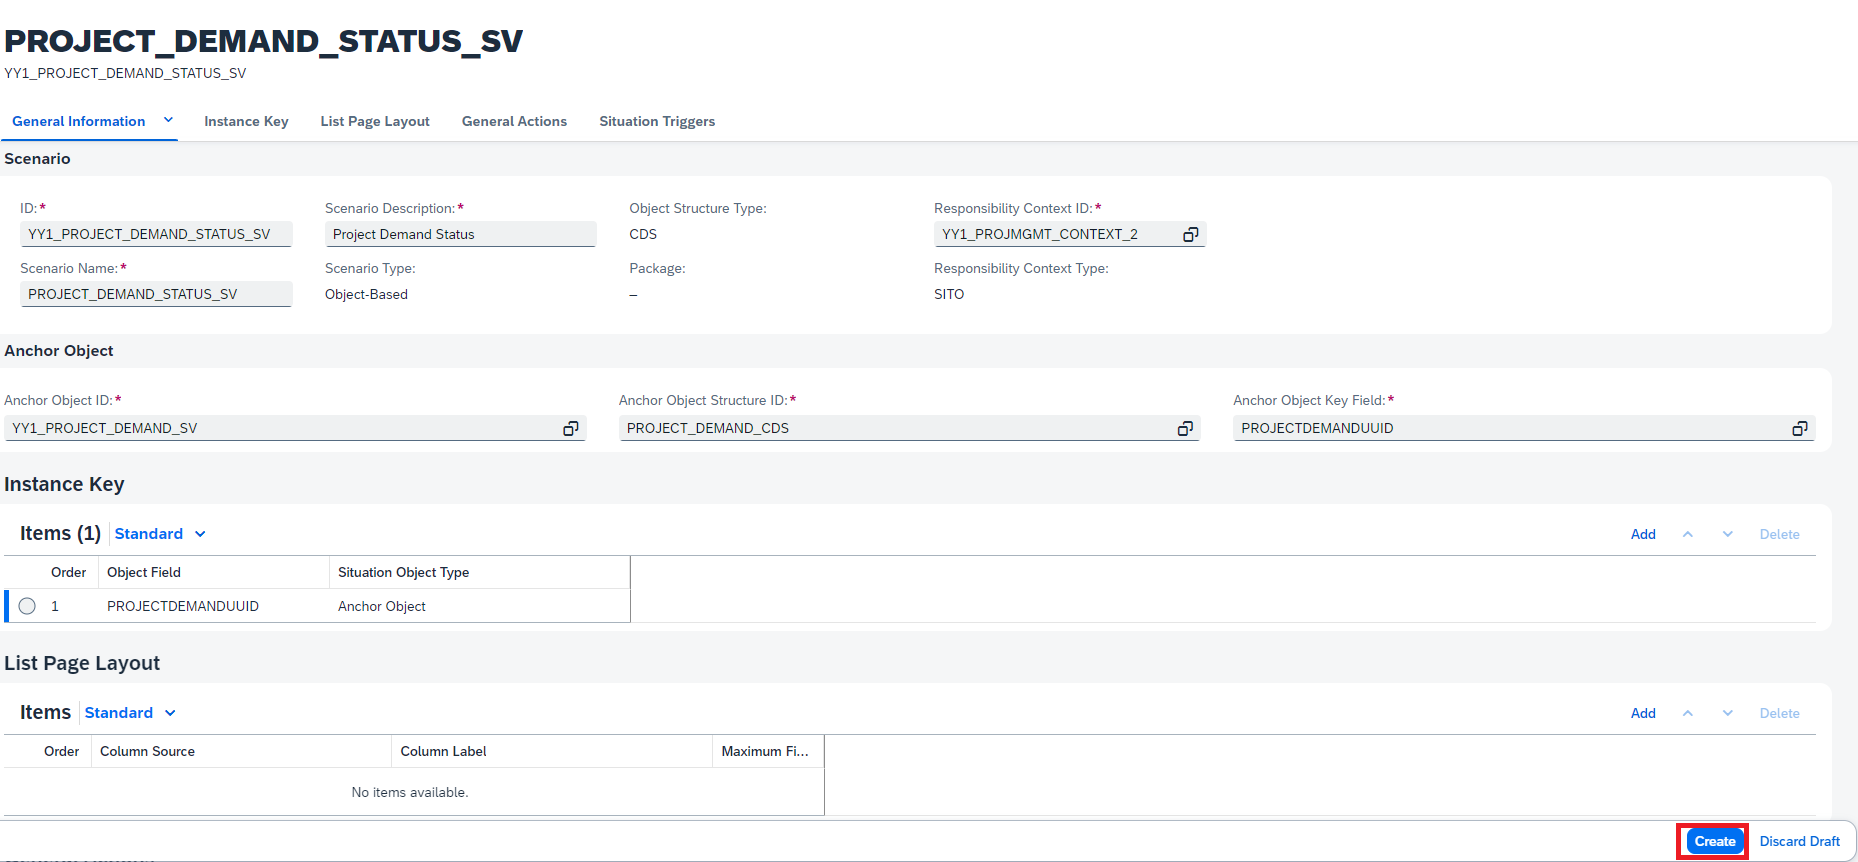 PROJECT_DEMAND_STATUS_SV
YY1_PROJECT_DEMAND_STATUS_SV
General Information Instance Key List Page Layout General Actions Situation Triggers
Scenario
ID:* Scenario Description:* Object Structure Type: Responsibility Context ID:*
YY1_PROJECT_DEMAND_STATUS_SV Project Demand Status CDS YY1_PROJMGMT_CONTEXT_2
Scenario Name:* Scenario Type: Package: Responsibility Context Type:
PROJECT_DEMAND_STATUS_SV Object-Based – SITO
Anchor Object
Anchor Object ID:* Anchor Object Structure ID:* Anchor Object Key Field:*
YY1_PROJECT_DEMAND_SV PROJECT_DEMAND_CDS PROJECTDEMANDUUID
Instance Key
Items (1) Standard Add Delete
Order Object Field Situation Object Type
1 PROJECTDEMANDUUID Anchor Object
List Page Layout
Items Standard Add Delete
Order Column Source Column Label Maximum Fi...
No items available.
Create Discard Draft